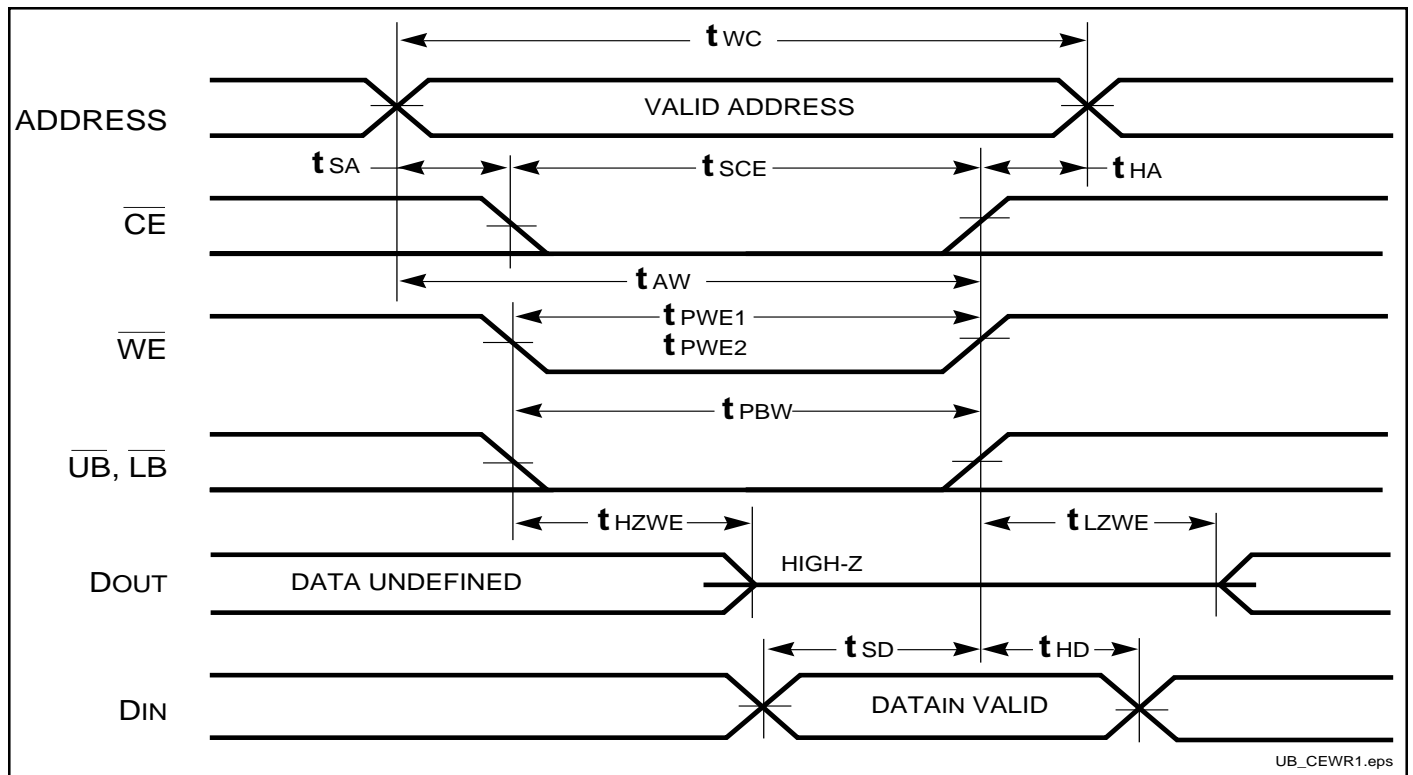 tWC
ADDRESS
VALID ADDRESS
tSA
tSCE
tHA
CE
tAW
tPWE1
WE
tPWE2
tPBW
UB, LB
tHZWE
tLZWE
DOUT
DATA UNDEFINED
HIGH-Z
tSD
tHD
DIN
DATAIN VALID
UB_CEWR1.eps